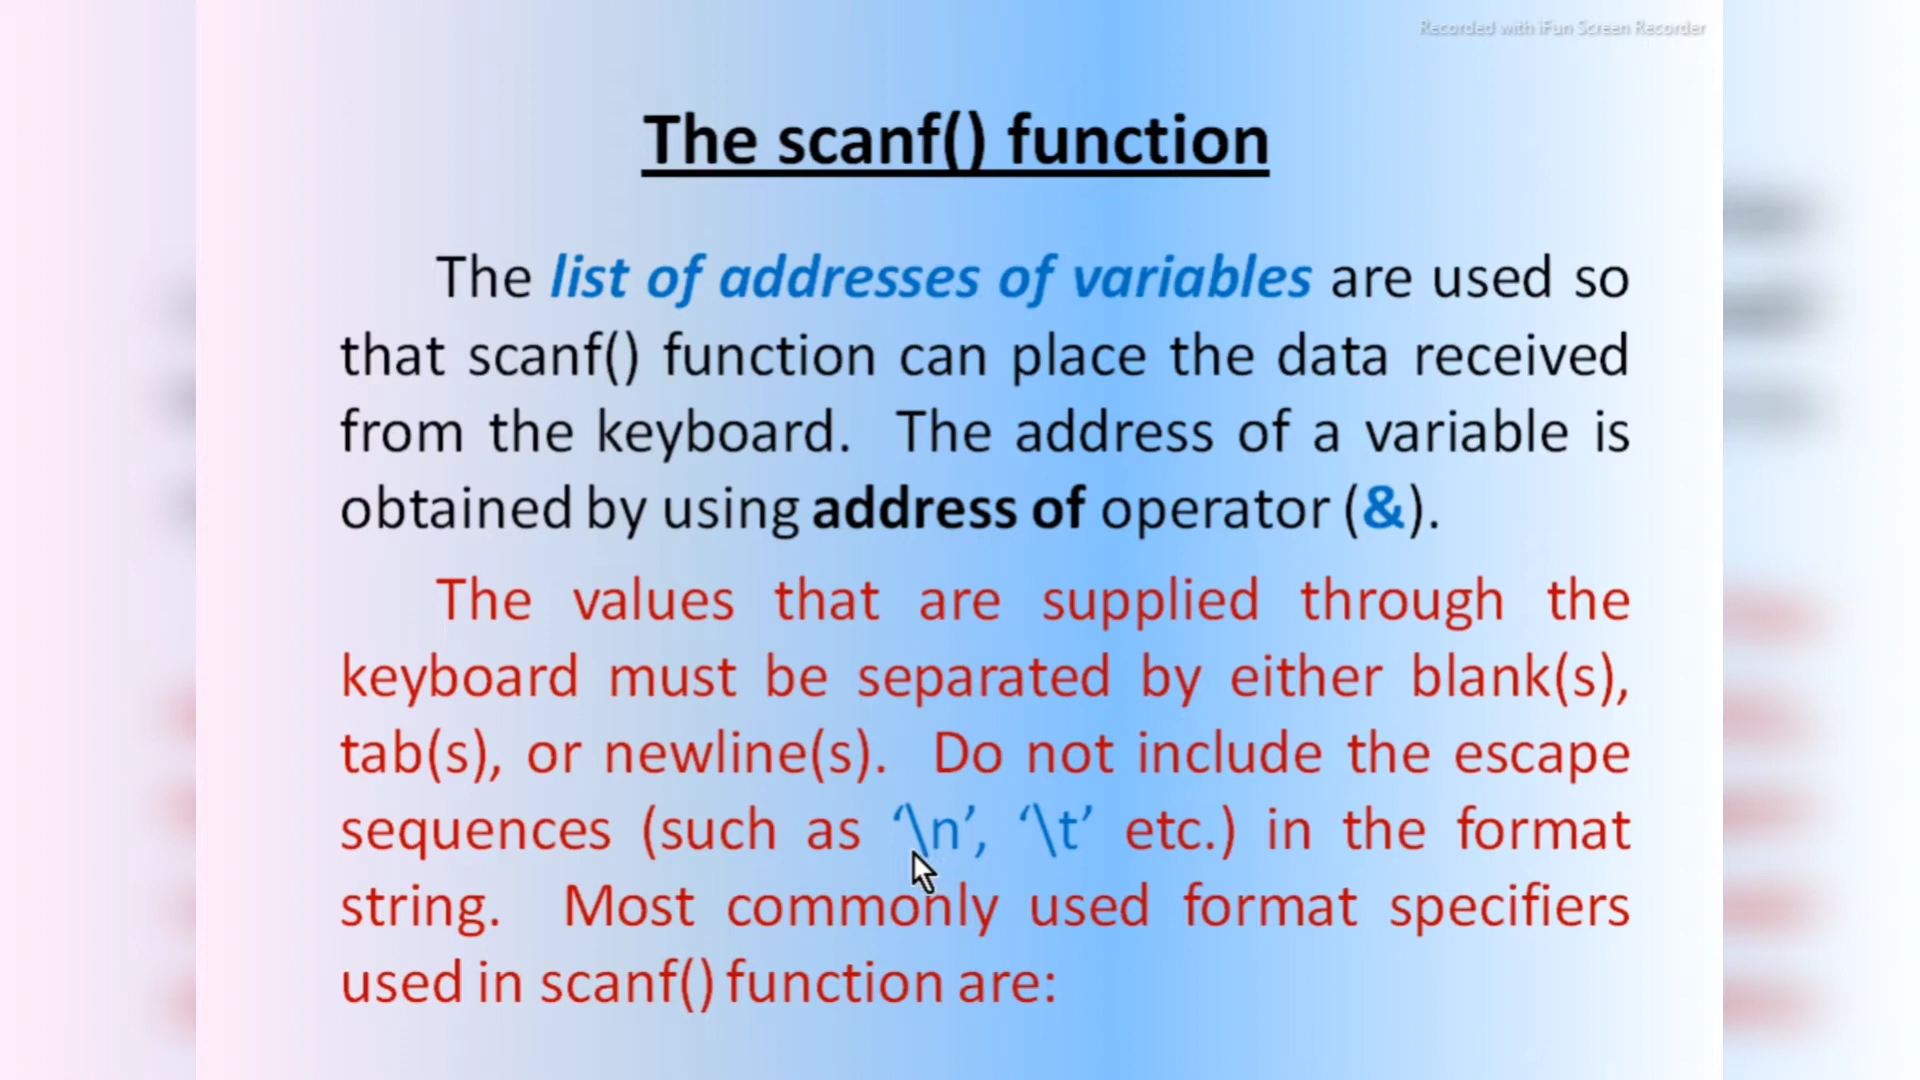 Recorded with iFun Screen Recorder
The scanf() function
The list of addresses of variables are used so
that scanf() function can place the data received
from the keyboard. The address of a variable is
obtained by using address of operator (&).
The values that are supplied through the
keyboard must be separated by either blank(s),
tab(s), or newline(s). Do not include the escape
sequences (such as ‘\n’, ‘\t’ etc.) in the format
string. Most commonly used format specifiers
used in scanf() function are: